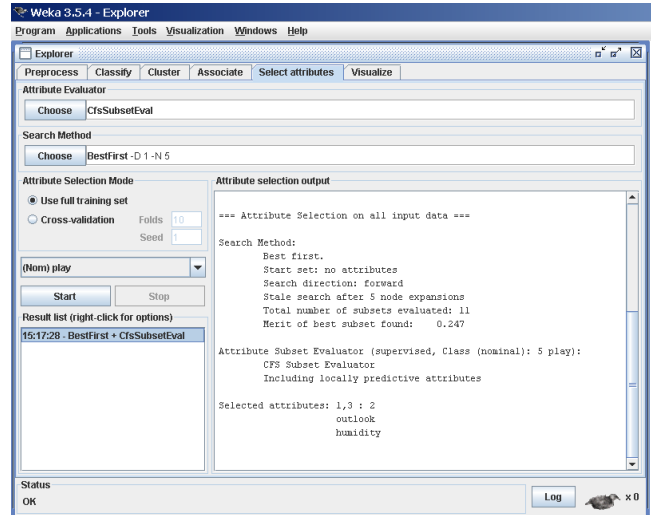 Weka 3.5.4 - Explorer
Program Applications Tools Visualization Windows Help
Explorer
Preprocess Classify Cluster Associate Select attributes Visualize
Attribute Evaluator
Choose CfsSubsetEval
Search Method
Choose BestFirst -D 1 -N 5
Attribute Selection Mode
Use full training set
Cross-validation Folds 10
Seed 1
(Nom) play
Start Stop
Result list (right-click for options)
15:17:28 - BestFirst + CfsSubsetEval
Attribute selection output
=== Attribute Selection on all input data ===
Search Method:
Best first.
Start set: no attributes
Search direction: forward
Stale search after 5 node expansions
Total number of subsets evaluated: 11
Merit of best subset found: 0.247
Attribute Subset Evaluator (supervised, Class (nominal): 5 play):
CFS Subset Evaluator
Including locally predictive attributes
Selected attributes: 1,3 : 2
outlook
humidity
Status
OK
Log x 0